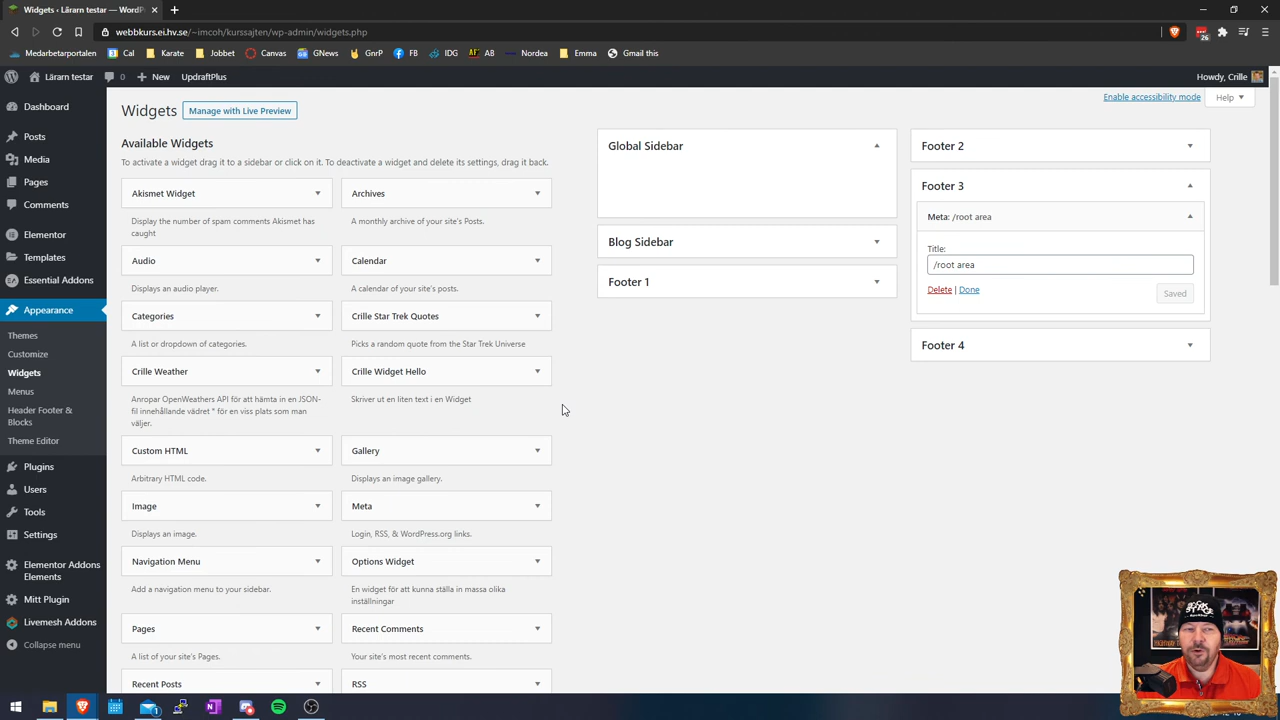 Widgets ‹ Läraren testar — WordP
webbkurs.ei.hv.se/~imcoh/kurssajten/wp-admin/widgets.php
26
Medarbetarportalen
Cal
Karate
Jobbet
Canvas
GNews
GnrP
FB
IDG
AF
AB
Nordea
Emma
Gmail this
Lärarn testar
0
New
UpdraftPlus
Howdy, Crille
Dashboard
Posts
Media
Pages
Comments
Elementor
Templates
Essential Addons
Appearance
Themes
Customize
Widgets
Menus
Header Footer &
Blocks
Theme Editor
Plugins
Users
Tools
Settings
Elementor Addons
Elements
Mitt Plugin
Livemesh Addons
Collapse menu
Enable accessibility mode
Help
Widgets
Manage with Live Preview
Available Widgets
To activate a widget drag it to a sidebar or click on it. To deactivate a widget and delete its settings, drag it back.
Akismet Widget
Display the number of spam comments Akismet has
caught
Archives
A monthly archive of your site's Posts.
Audio
Displays an audio player.
Calendar
A calendar of your site's posts.
Categories
A list or dropdown of categories.
Crille Star Trek Quotes
Picks a random quote from the Star Trek Universe
Crille Weather
Anropar OpenWeathers API för att hämta in en JSON-
fil innehållande vädret * för en viss plats som man
väljer.
Crille Widget Hello
Skriver ut en liten text i en Widget
Custom HTML
Arbitrary HTML code.
Gallery
Displays an image gallery.
Image
Displays an image.
Meta
Login, RSS, & WordPress.org links.
Navigation Menu
Add a navigation menu to your sidebar.
Options Widget
En widget för att kunna ställa in massa olika
inställningar
Pages
A list of your site's Pages.
Recent Comments
Your site's most recent comments.
Recent Posts
RSS
Global Sidebar
Blog Sidebar
Footer 1
Footer 2
Footer 3
Meta: /root area
Title:
/root area
Delete | Done
Saved
Footer 4